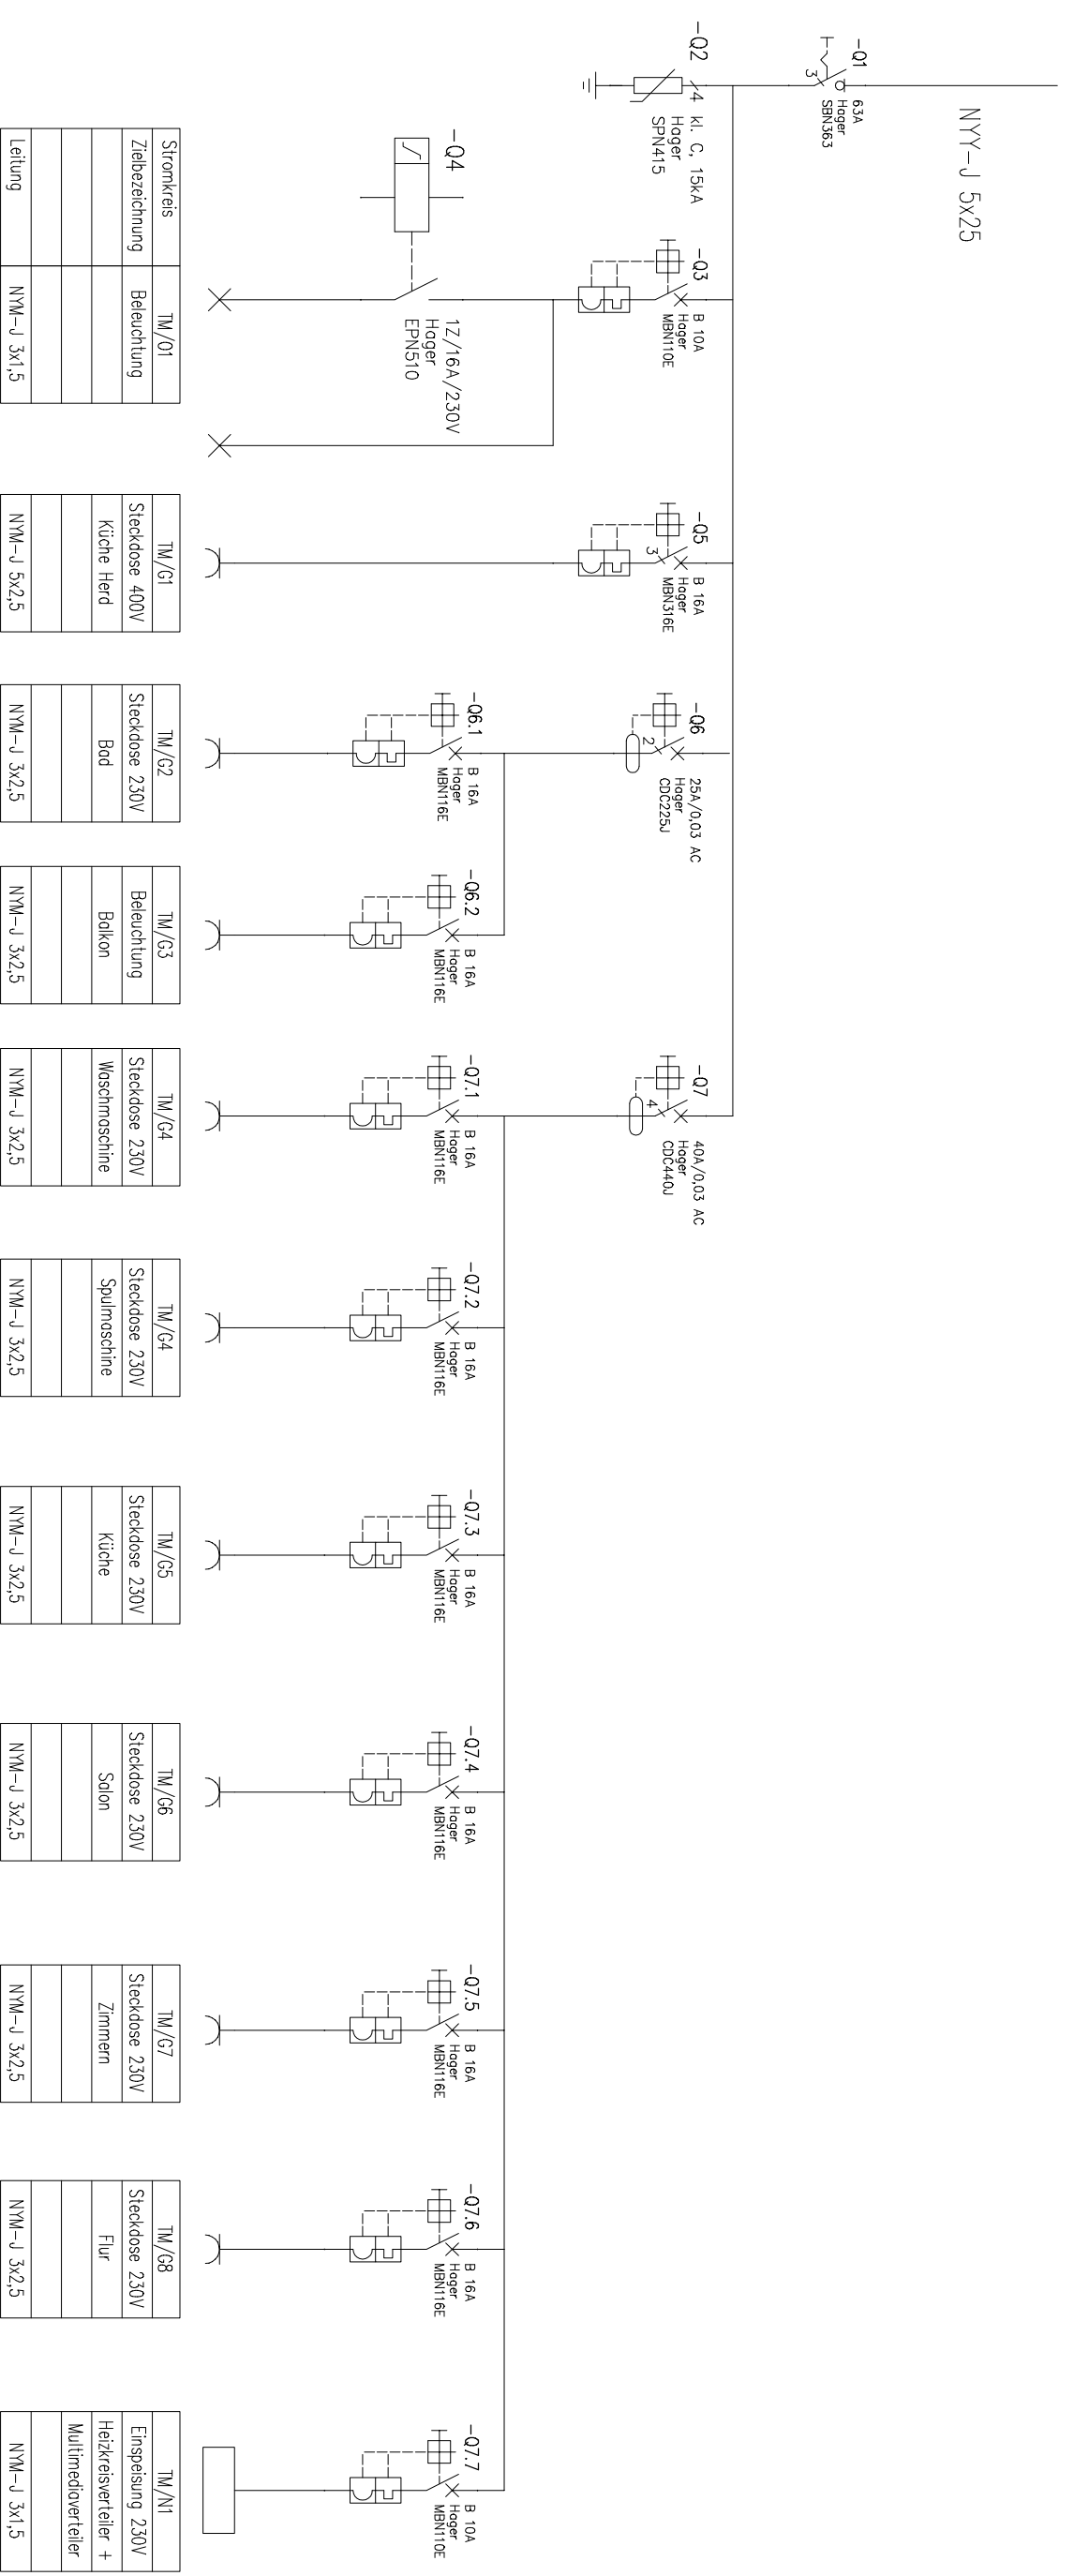 NYY-J 5x25
-Q1
63A
Hager
SBN363
3
-Q2
4
kl. C, 15kA
Hager
SPN415
-Q3
B 10A
Hager
MBN110E
-Q4
1Z/16A/230V
Hager
EPN510
-Q5
3
B 16A
Hager
MBN316E
-Q6
2
25A/0,03 AC
Hager
CDC225J
-Q7
4
40A/0,03 AC
Hager
CDC440J
-Q6.1
B 16A
Hager
MBN116E
-Q6.2
B 16A
Hager
MBN116E
-Q7.1
B 16A
Hager
MBN116E
-Q7.2
B 16A
Hager
MBN116E
-Q7.3
B 16A
Hager
MBN116E
-Q7.4
B 16A
Hager
MBN116E
-Q7.5
B 16A
Hager
MBN116E
-Q7.6
B 16A
Hager
MBN116E
-Q7.7
B 10A
Hager
MBN110E
Stromkreis
Zielbezeichnung
Leitung
TM/01
Beleuchtung
NYM-J 3x1,5
TM/G1
Steckdose 400V
Küche Herd
NYM-J 5x2,5
TM/G2
Steckdose 230V
Bad
NYM-J 3x2,5
TM/G3
Beleuchtung
Balkon
NYM-J 3x2,5
TM/G4
Steckdose 230V
Waschmaschine
NYM-J 3x2,5
TM/G4
Steckdose 230V
Spulmaschine
NYM-J 3x2,5
TM/G5
Steckdose 230V
Küche
NYM-J 3x2,5
TM/G6
Steckdose 230V
Salon
NYM-J 3x2,5
TM/G7
Steckdose 230V
Zimmern
NYM-J 3x2,5
TM/G8
Steckdose 230V
Flur
NYM-J 3x2,5
TM/N1
Einspeisung 230V
Heizkreisverteiler +
Multimediaverteiler
NYM-J 3x1,5